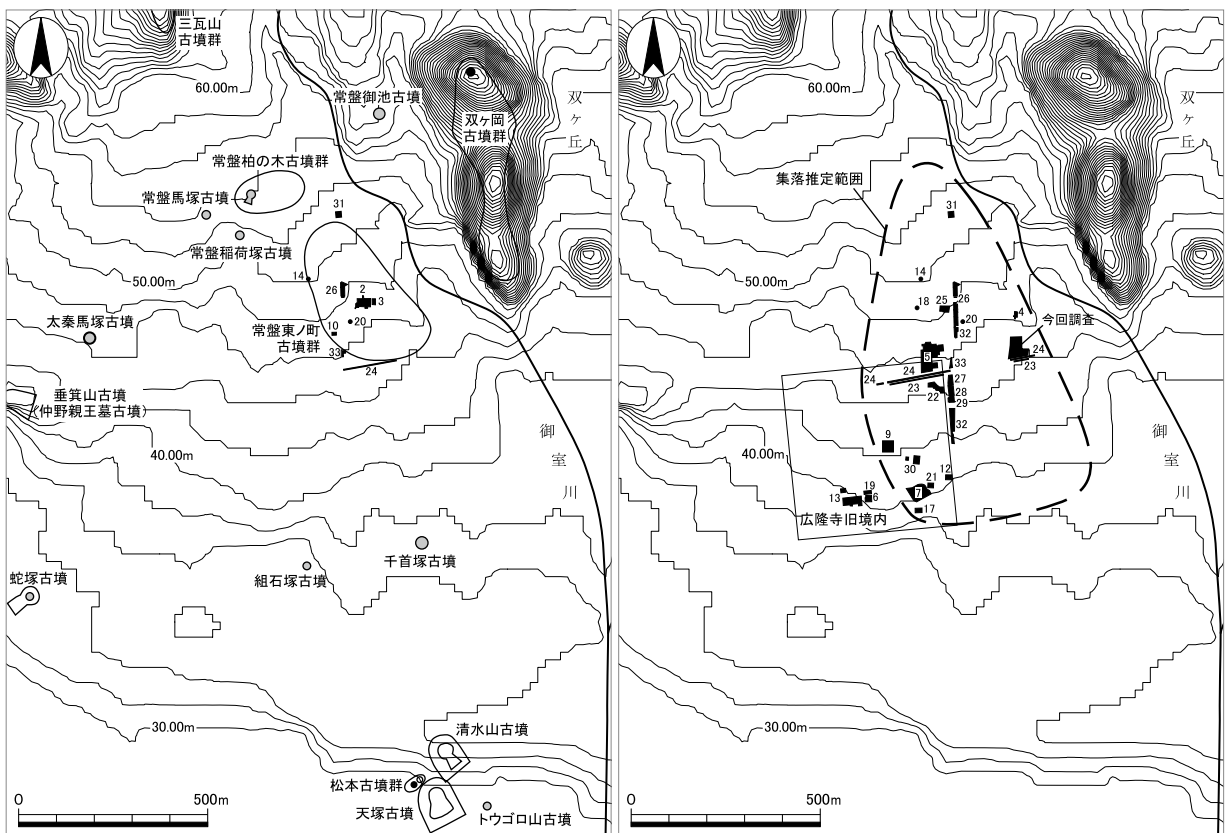 三瓦山
古墳群
60.00m
常盤御池古墳
双ヶ岡
古墳群
双ヶ丘
常盤柏の木古墳群
常盤馬塚古墳
31
常盤稲荷塚古墳
50.00m
14
26
2
3
太秦馬塚古墳
10
20
常盤東ノ町
古墳群
33
24
垂箕山古墳
(仲野親王墓古墳)
御室川
40.00m
千首塚古墳
組石塚古墳
蛇塚古墳
30.00m
清水山古墳
松本古墳群
天塚古墳
トウゴロ山古墳
0
500m
60.00m
双ヶ丘
集落推定範囲
31
50.00m
14
18
25
26
20
4
今回調査
32
5
24
23
33
24
24
23
22
27
28
29
32
御室川
40.00m
9
30
12
21
19
13
6
7
17
広隆寺旧境内
30.00m
0
500m